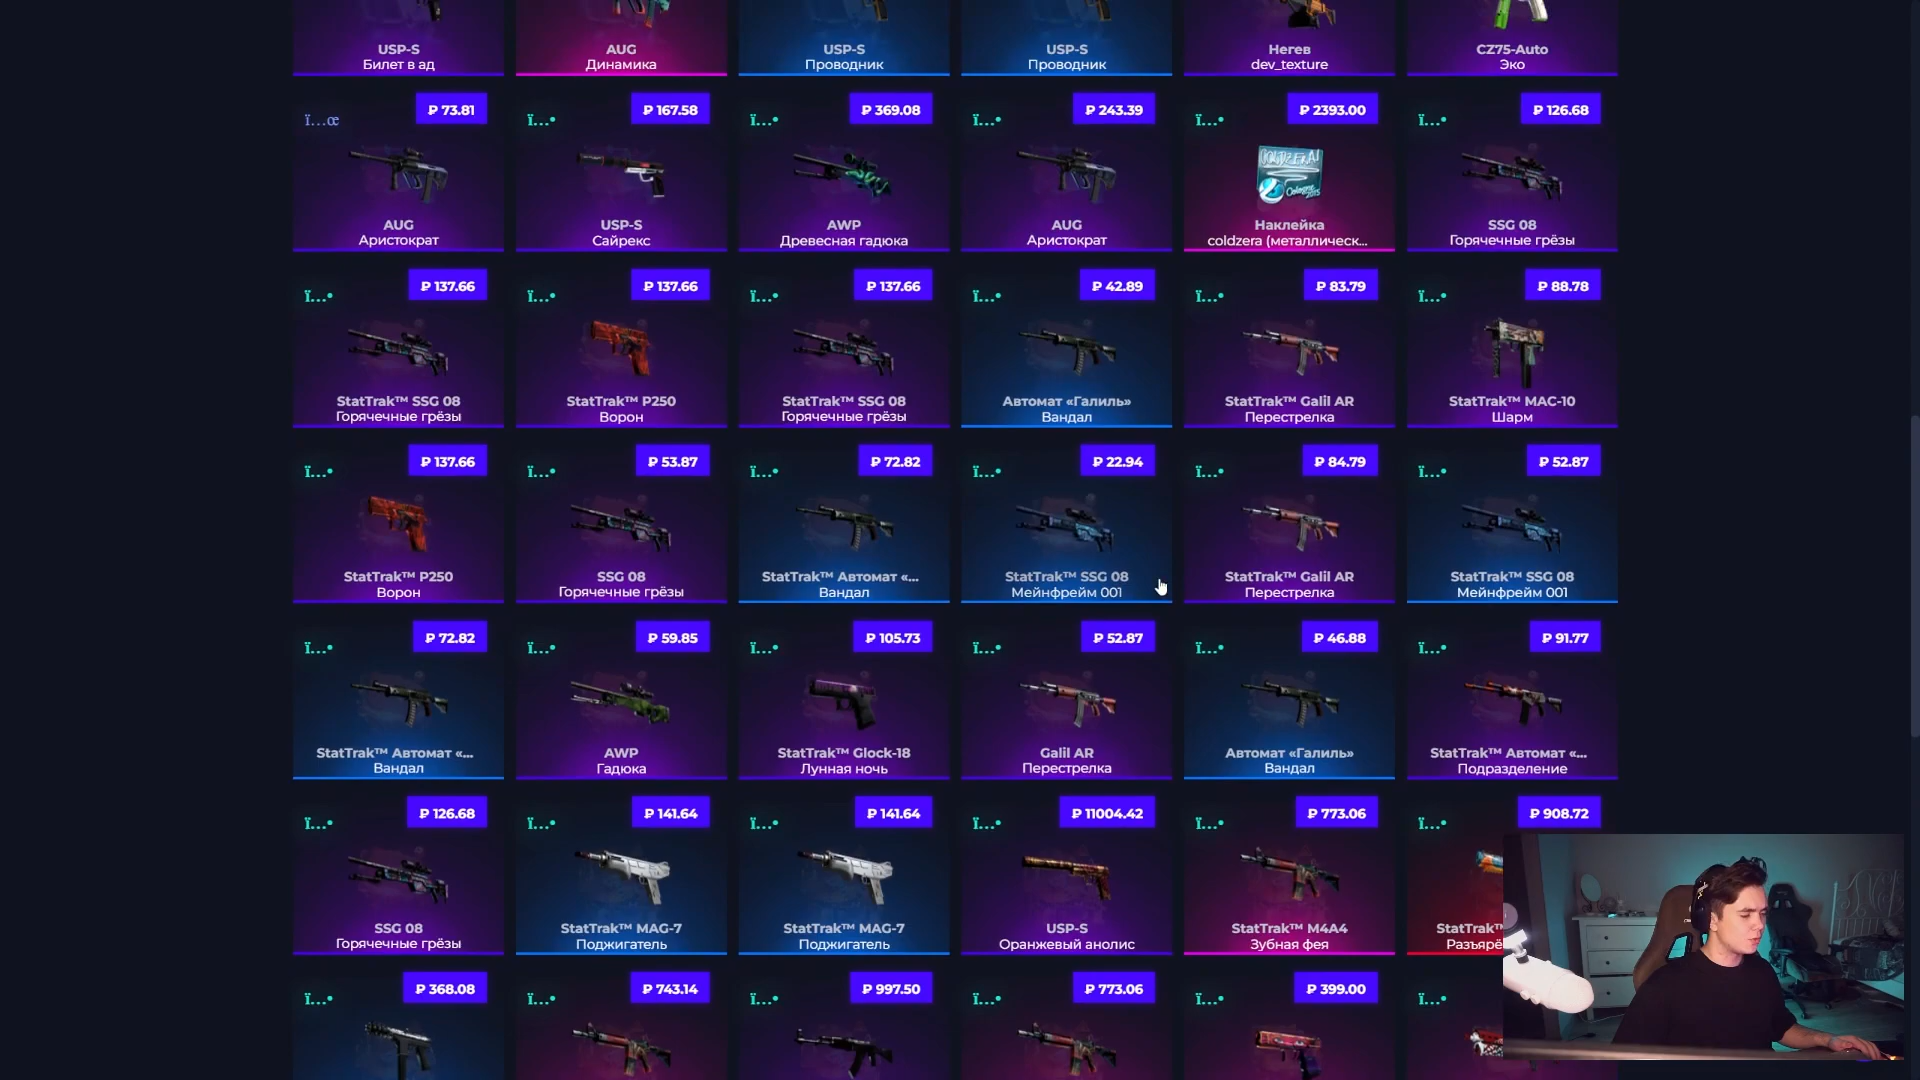 USP-S
Билет в ад
AUG
Динамика
USP-S
Проводник
USP-S
Проводник
Негев
dev_texture
CZ75-Auto
Эко
ï…œ
₽ 73.81
AUG
Аристократ
ï…•
₽ 167.58
USP-S
Сайрекс
ï…•
₽ 369.08
AWP
Древесная гадюка
ï…•
₽ 243.39
AUG
Аристократ
ï…•
₽ 2393.00
COLDZERA
Cologne
2015
Наклейка
coldzera (металлическ...
ï…•
₽ 126.68
SSG 08
Горячечные грёзы
ï…•
₽ 137.66
StatTrak™ SSG 08
Горячечные грёзы
ï…•
₽ 137.66
StatTrak™ P250
Ворон
ï…•
₽ 137.66
StatTrak™ SSG 08
Горячечные грёзы
ï…•
₽ 42.89
Автомат «Галиль»
Вандал
ï…•
₽ 83.79
StatTrak™ Galil AR
Перестрелка
ï…•
₽ 88.78
StatTrak™ MAC-10
Шарм
ï…•
₽ 137.66
StatTrak™ P250
Ворон
ï…•
₽ 53.87
SSG 08
Горячечные грёзы
ï…•
₽ 72.82
StatTrak™ Автомат «...
Вандал
ï…•
₽ 22.94
StatTrak™ SSG 08
Мейнфрейм 001
ï…•
₽ 84.79
StatTrak™ Galil AR
Перестрелка
ï…•
₽ 52.87
StatTrak™ SSG 08
Мейнфрейм 001
ï…•
₽ 72.82
StatTrak™ Автомат «...
Вандал
ï…•
₽ 59.85
AWP
Гадюка
ï…•
₽ 105.73
StatTrak™ Glock-18
Лунная ночь
ï…•
₽ 52.87
Galil AR
Перестрелка
ï…•
₽ 46.88
Автомат «Галиль»
Вандал
ï…•
₽ 91.77
StatTrak™ Автомат «...
Подразделение
ï…•
₽ 126.68
SSG 08
Горячечные грёзы
ï…•
₽ 141.64
StatTrak™ MAG-7
Поджигатель
ï…•
₽ 141.64
StatTrak™ MAG-7
Поджигатель
ï…•
₽ 11004.42
USP-S
Оранжевый анолис
ï…•
₽ 773.06
StatTrak™ M4A4
Зубная фея
ï…•
₽ 908.72
StatTrak™
Разъярё
ï…•
₽ 368.08
ï…•
₽ 743.14
ï…•
₽ 997.50
ï…•
₽ 773.06
ï…•
₽ 399.00
ï…•